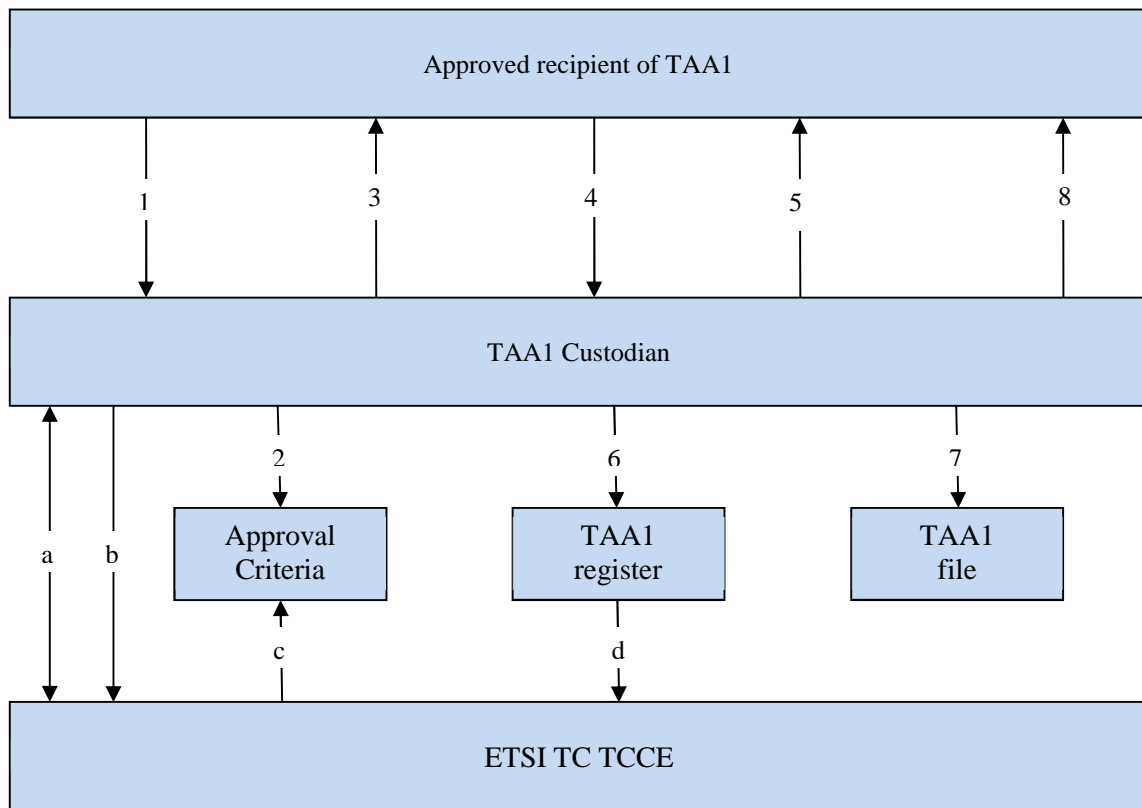 Approved recipient of TAA1
1
3
4
5
8
TAA1 Custodian
2
6
7
a
b
Approval
Criteria
TAA1
register
TAA1
file
c
d
ETSI TC TCCE